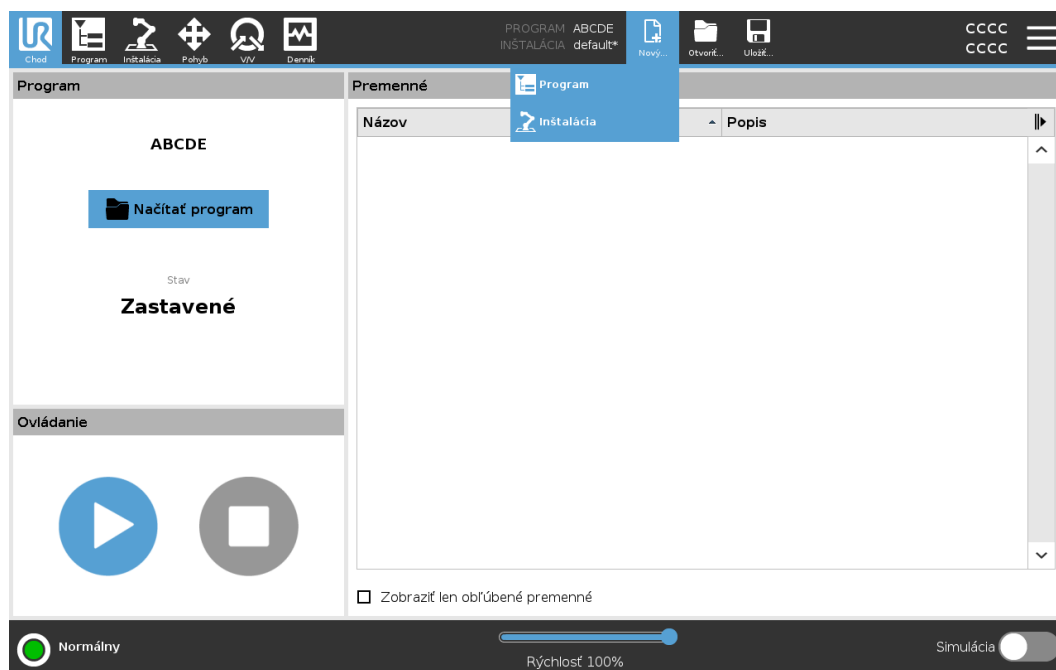 UR
Chod
Program
Inštalácia
Pohyb
V/V
Denník
PROGRAM ABCDE
INŠTALÁCIA default*
Nový...
Otvoriť...
Uložiť...
CCCC
CCCC
Program
Inštalácia
Program
ABCDE
Načítať program
Stav
Zastavené
Ovládanie
Premenné
Názov Popis
Zobraziť len obľúbené premenné
Normálny
Rýchlosť 100%
Simulácia